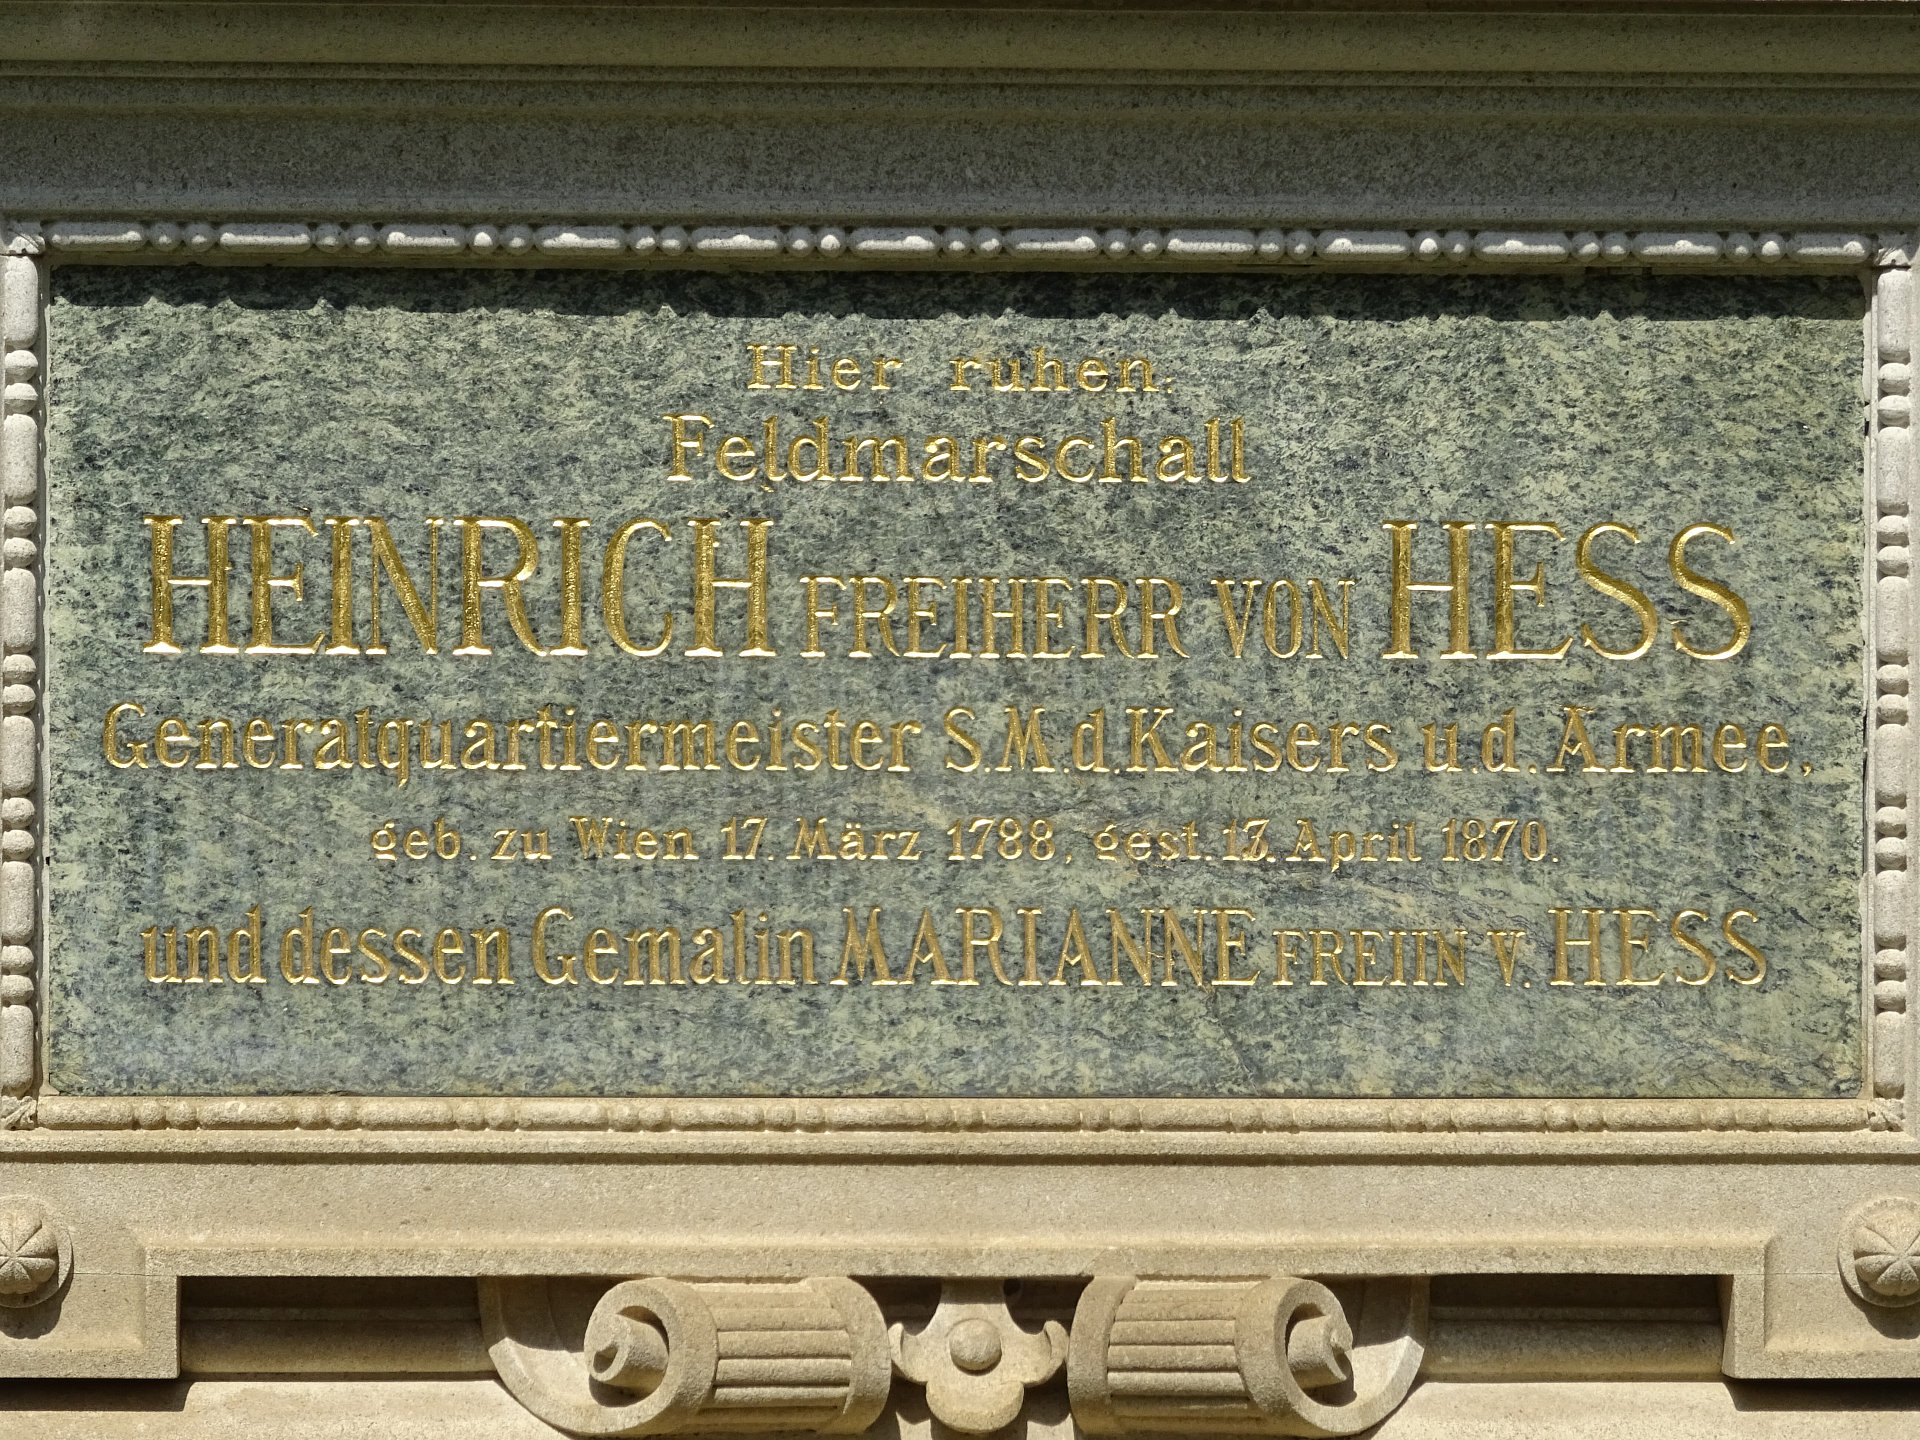 Hier ruhen:
Feldmarschall
HEINRICH FREIHERR VON HESS
Generalquartiermeister S.M.d.Kaisers u.d.Armee,
geb. zu Wien 17. März 1788, gest. 13. April 1870.
und dessen Gemalin MARIANNE FREIIN V. HESS